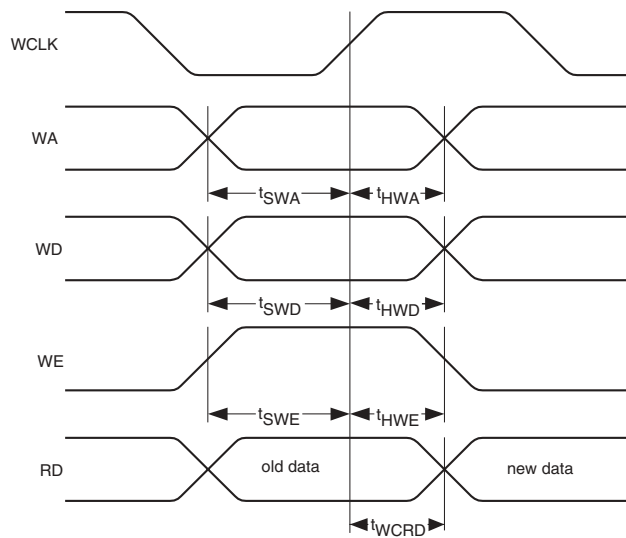 WCLK
WA
tSWA tHWA
WD
tSWD tHWD
WE
tSWE tHWE
RD old data new data
tWCRD